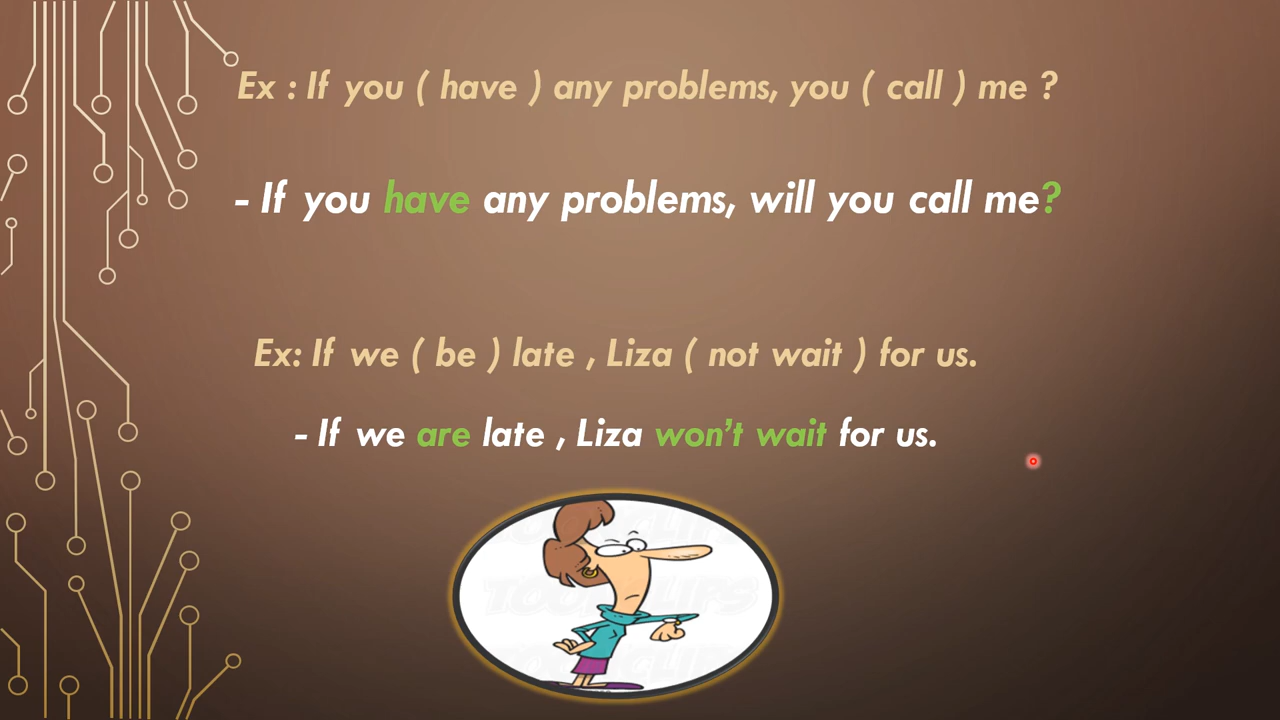 Ex : If you ( have ) any problems, you ( call ) me ?
- If you have any problems, will you call me?
Ex: If we ( be ) late , Liza ( not wait ) for us.
- If we are late , Liza won't wait for us.